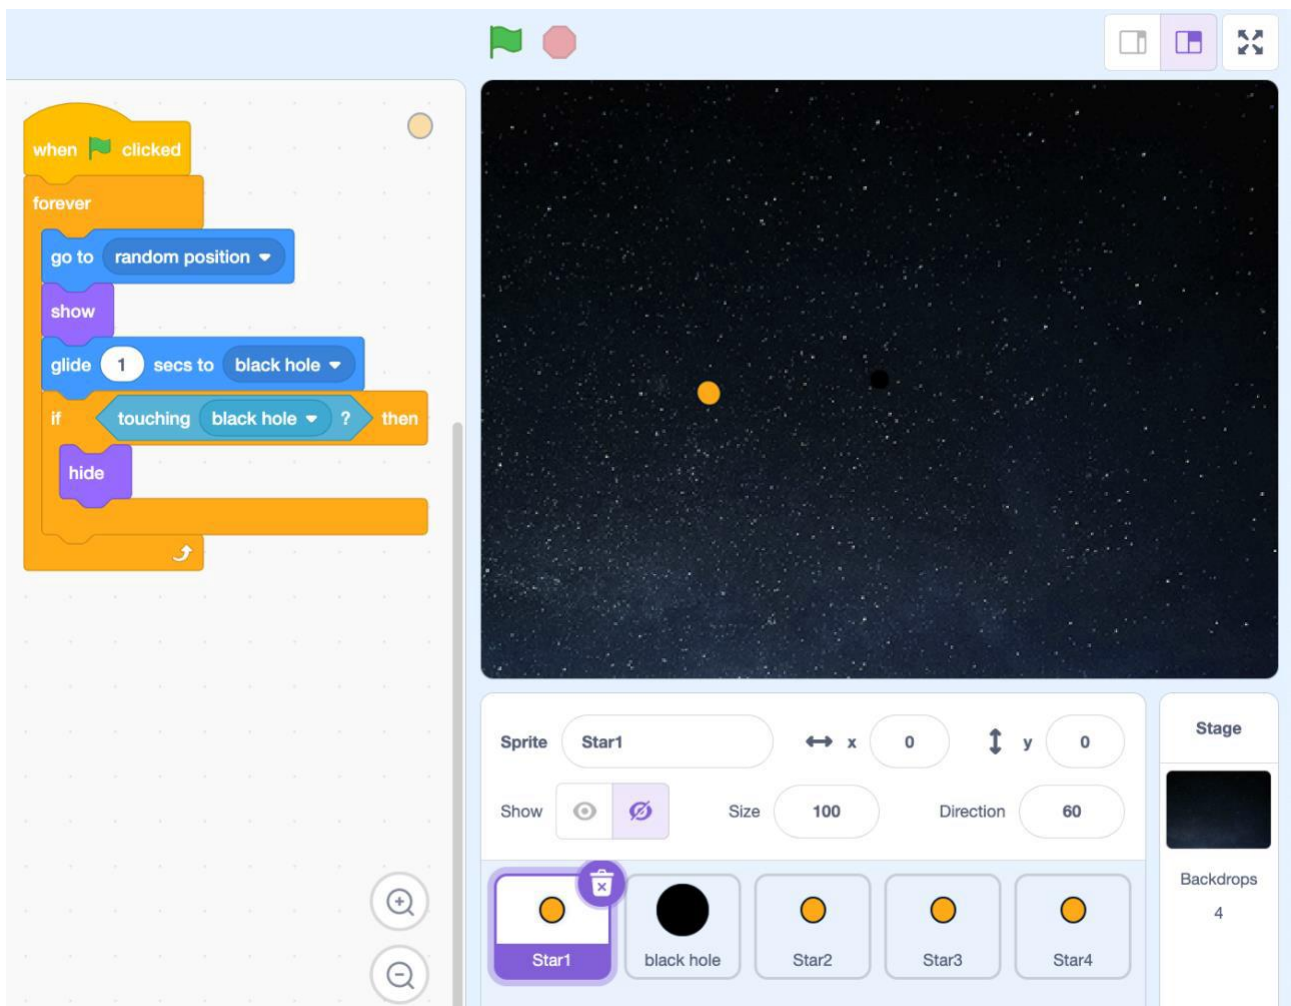 when clicked
forever
go to random position
show
glide 1 secs to black hole
if touching black hole ? then
hide
Sprite Star1 x 0 y 0
Show Size 100 Direction 60
Star1 black hole Star2 Star3 Star4
Stage
Backdrops
4